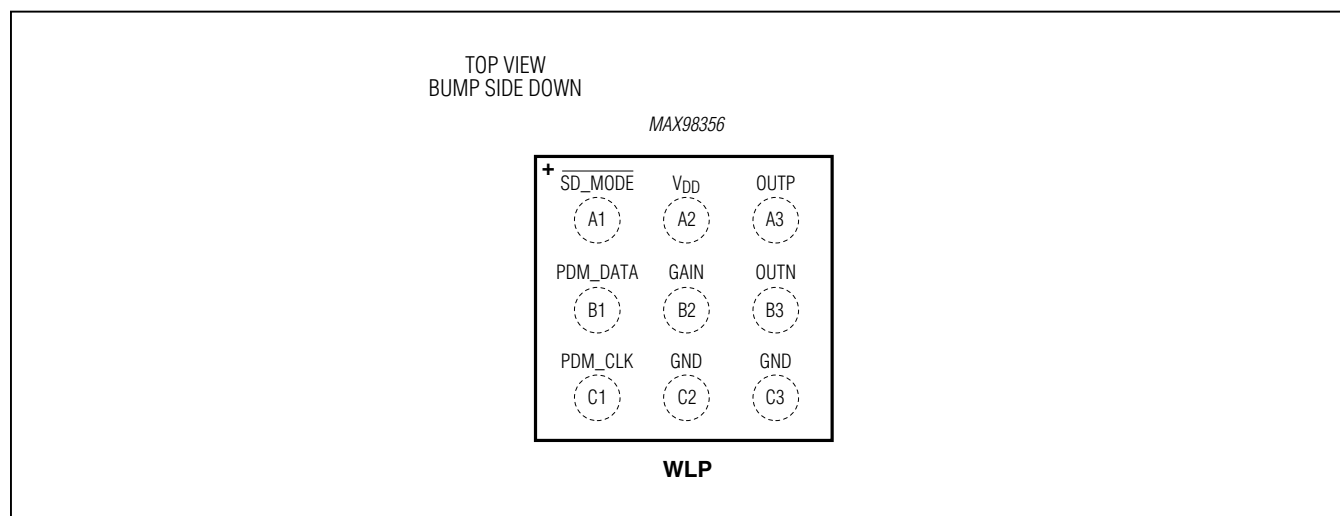 TOP VIEW
BUMP SIDE DOWN
MAX98356
+
SD_MODE VDD OUTP
A1 A2 A3
PDM_DATA GAIN OUTN
B1 B2 B3
PDM_CLK GND GND
C1 C2 C3
WLP